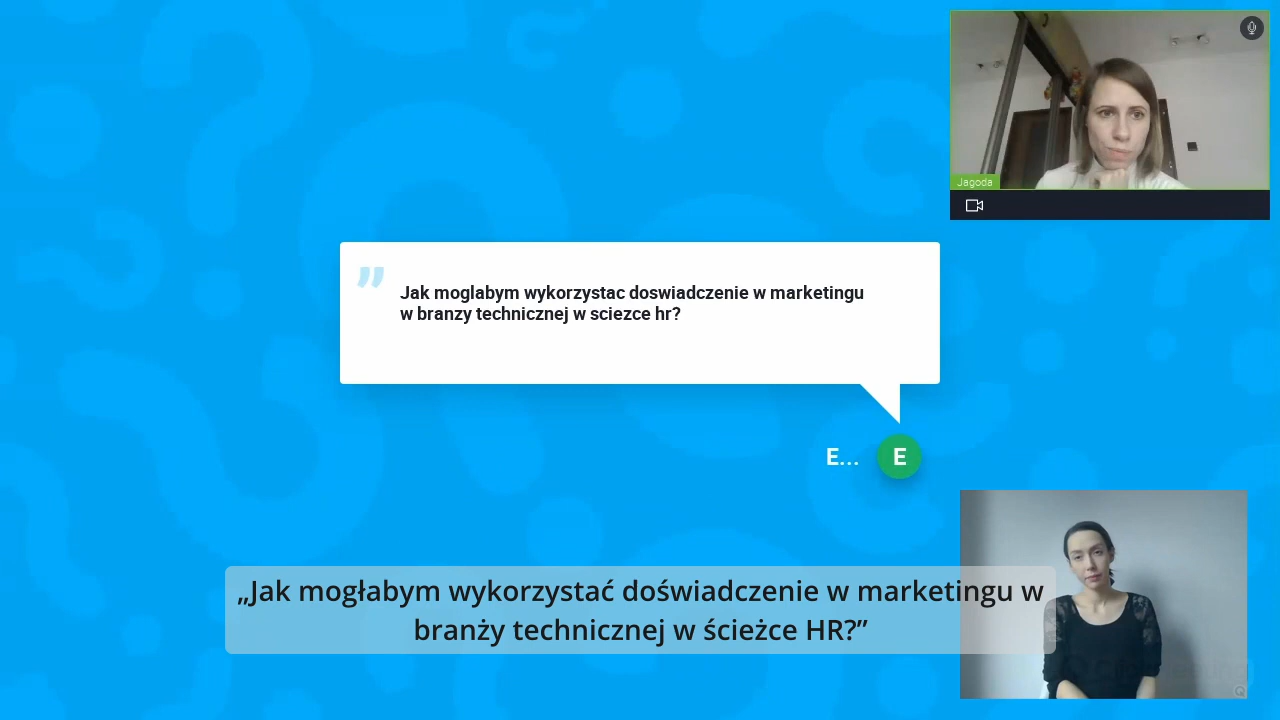 Jagoda
Jak moglabym wykorzystac doswiadczenie w marketingu
w branzy technicznej w sciezce hr?
E...
E
„Jak mogłabym wykorzystać doświadczenie w marketingu w
branży technicznej w ścieżce HR?”